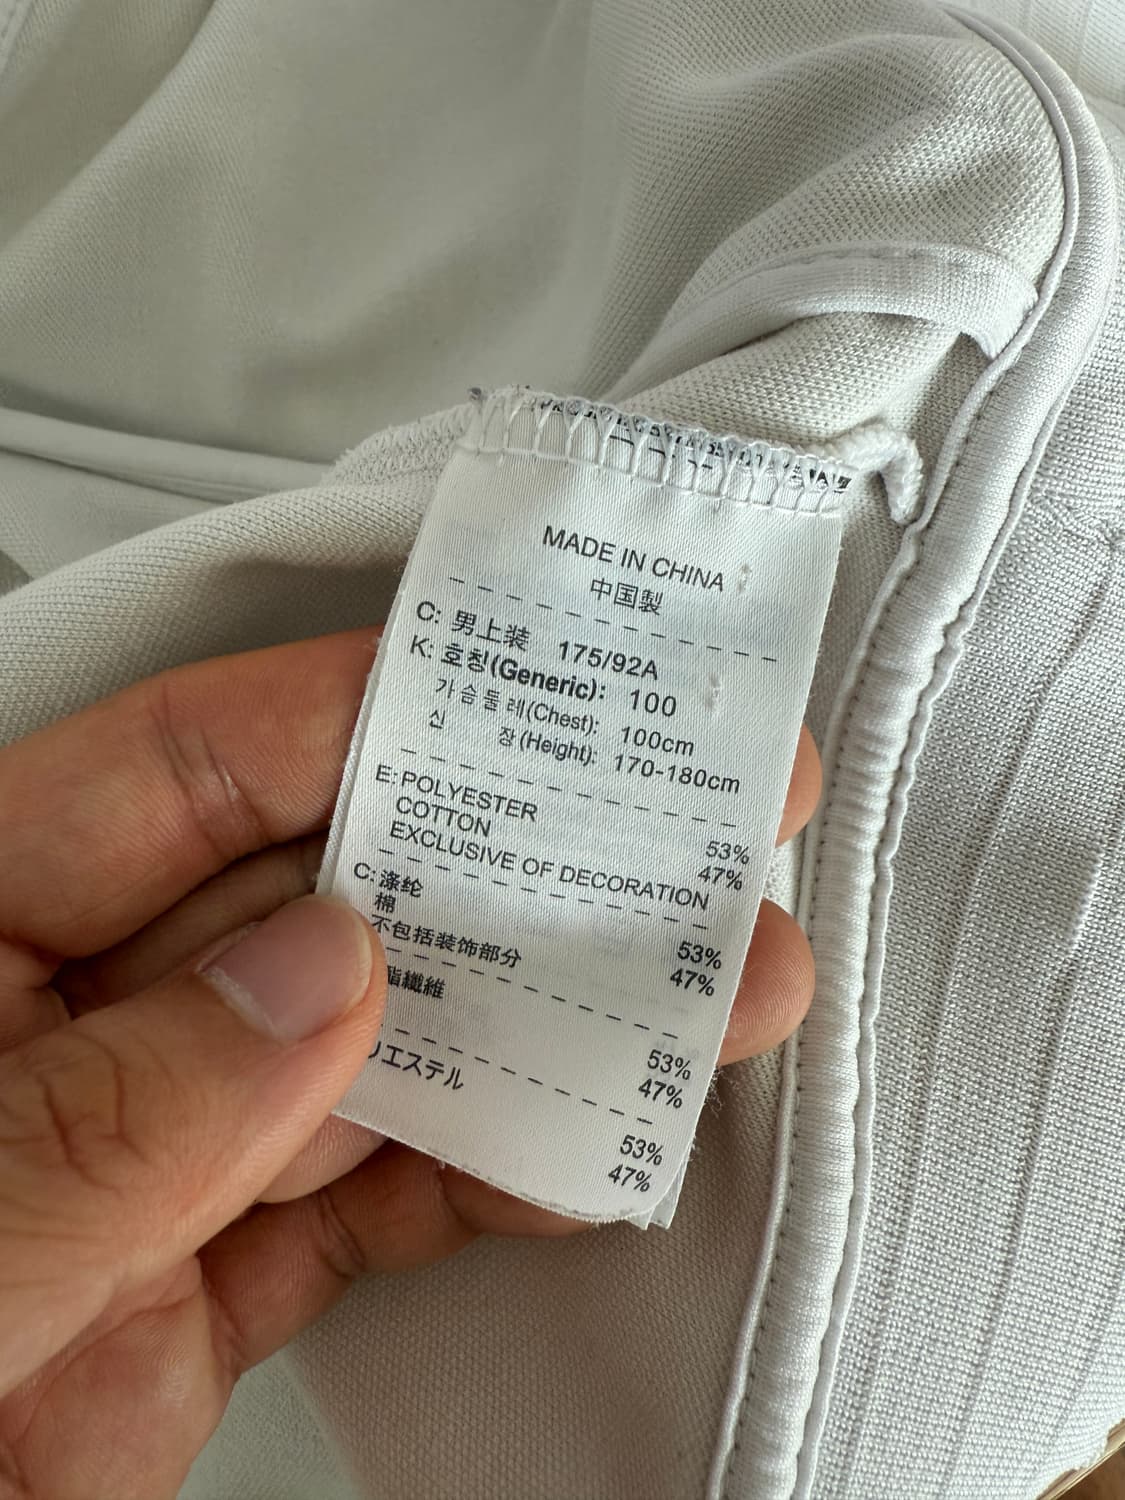 MADE IN CHINA
中国製
C: 男上装 175/92A
K: 호칭(Generic): 100
가슴둘레(Chest): 100cm
신 장(Height): 170-180cm
E: POLYESTER 53%
COTTON 47%
EXCLUSIVE OF DECORATION
C: 涤纶 53%
棉 47%
不包括装饰部分
酯纖維 53%
47%
リエステル 53%
47%